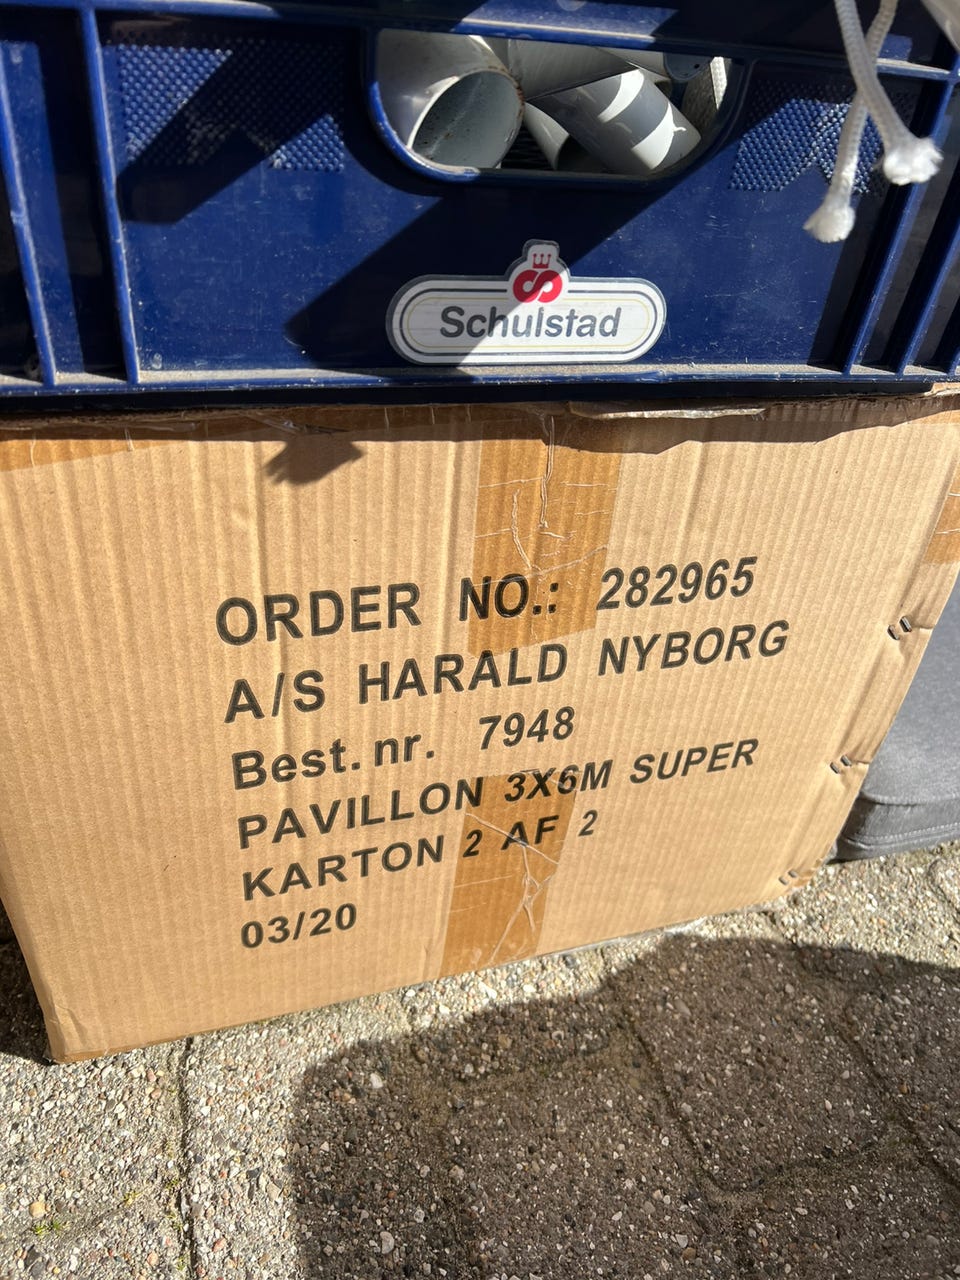 Schulstad
ORDER NO.: 282965
A/S HARALD NYBORG
Best. nr. 7948
PAVILLON 3X6M SUPER
KARTON 2 AF 2
03/20